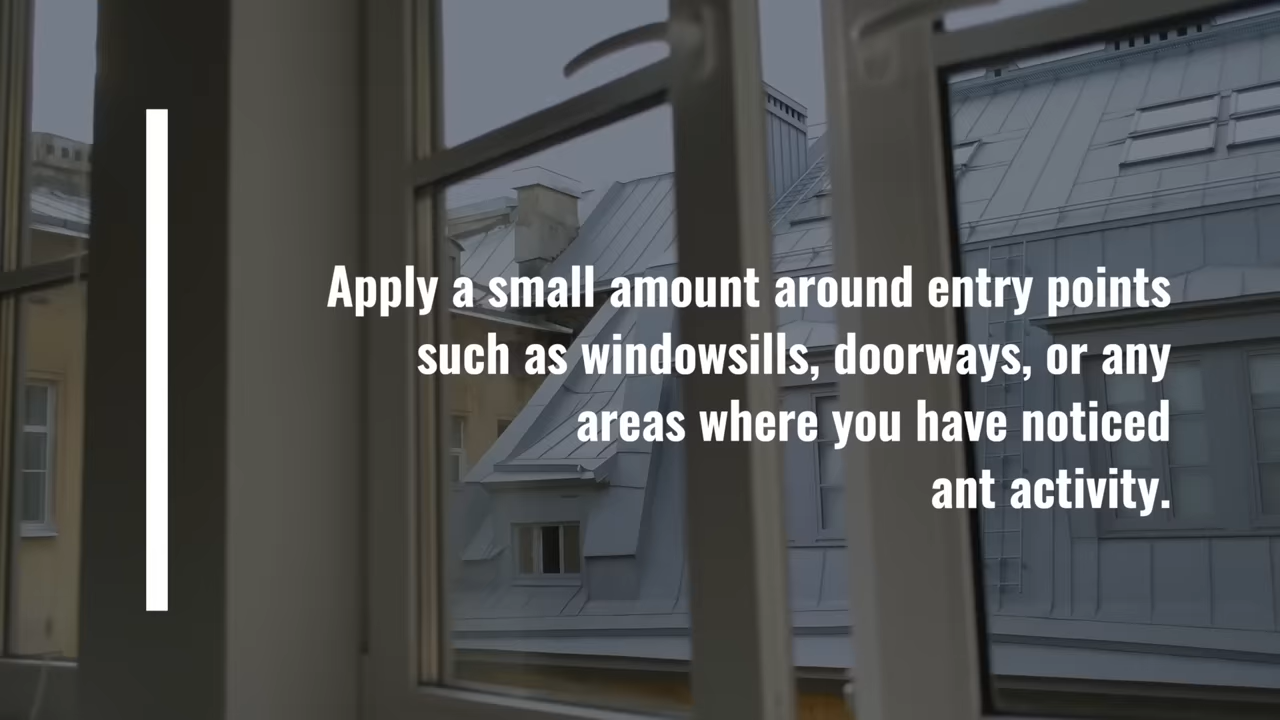 Apply a small amount around entry points
such as windowsills, doorways, or any
areas where you have noticed
ant activity.